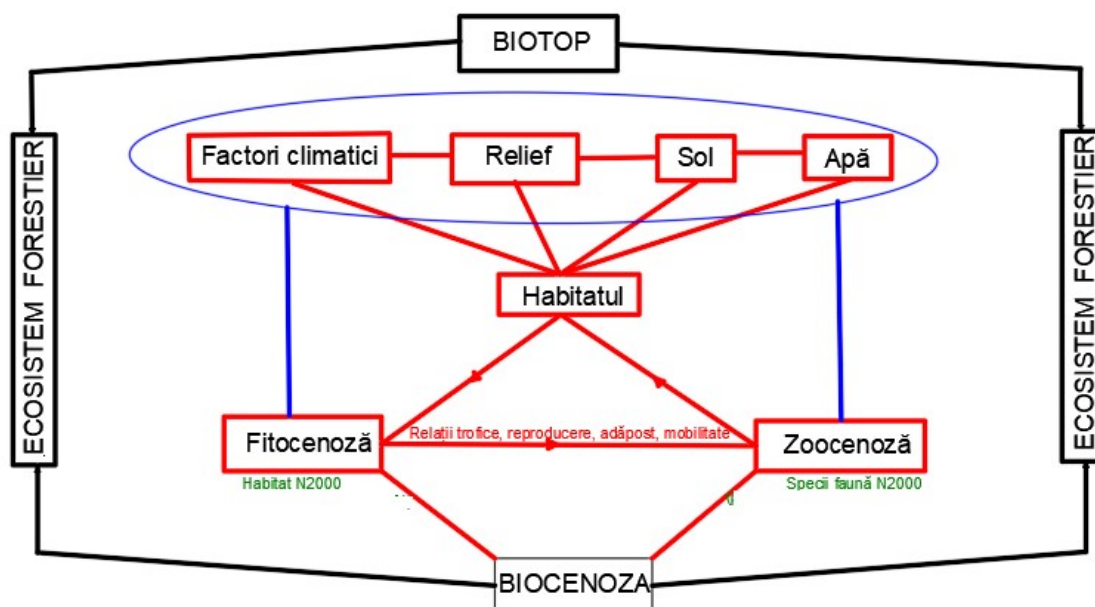 BIOTOP
ECOSISTEM FORESTIER
ECOSISTEM FORESTIER
Factori climatici
Relief
Sol
Apă
Habitatul
Fitocenoză
Relații trofice, reproducere, adăpost, mobilitate
Zoocenoză
Habitat N2000
Specii faună N2000
BIOCENOZA